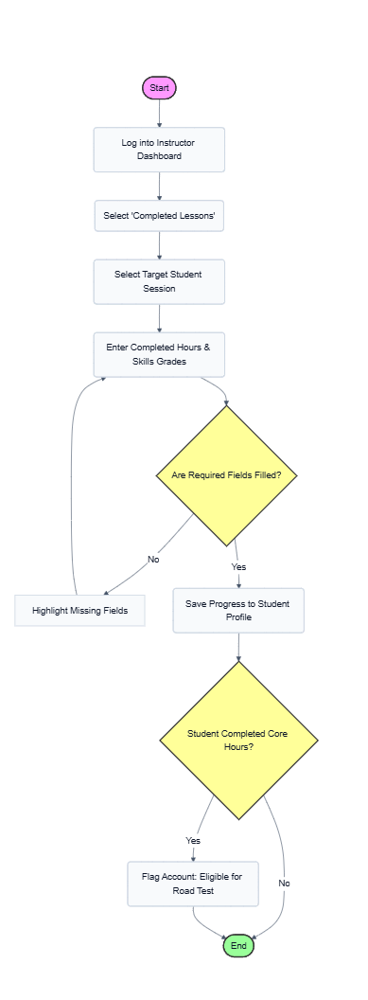 Start
Log into Instructor
Dashboard
Select 'Completed Lessons'
Select Target Student
Session
Enter Completed Hours &
Skills Grades
Are Required Fields Filled?
No
Yes
Highlight Missing Fields
Save Progress to Student
Profile
Student Completed Core
Hours?
Yes
Flag Account: Eligible for
Road Test
No
End